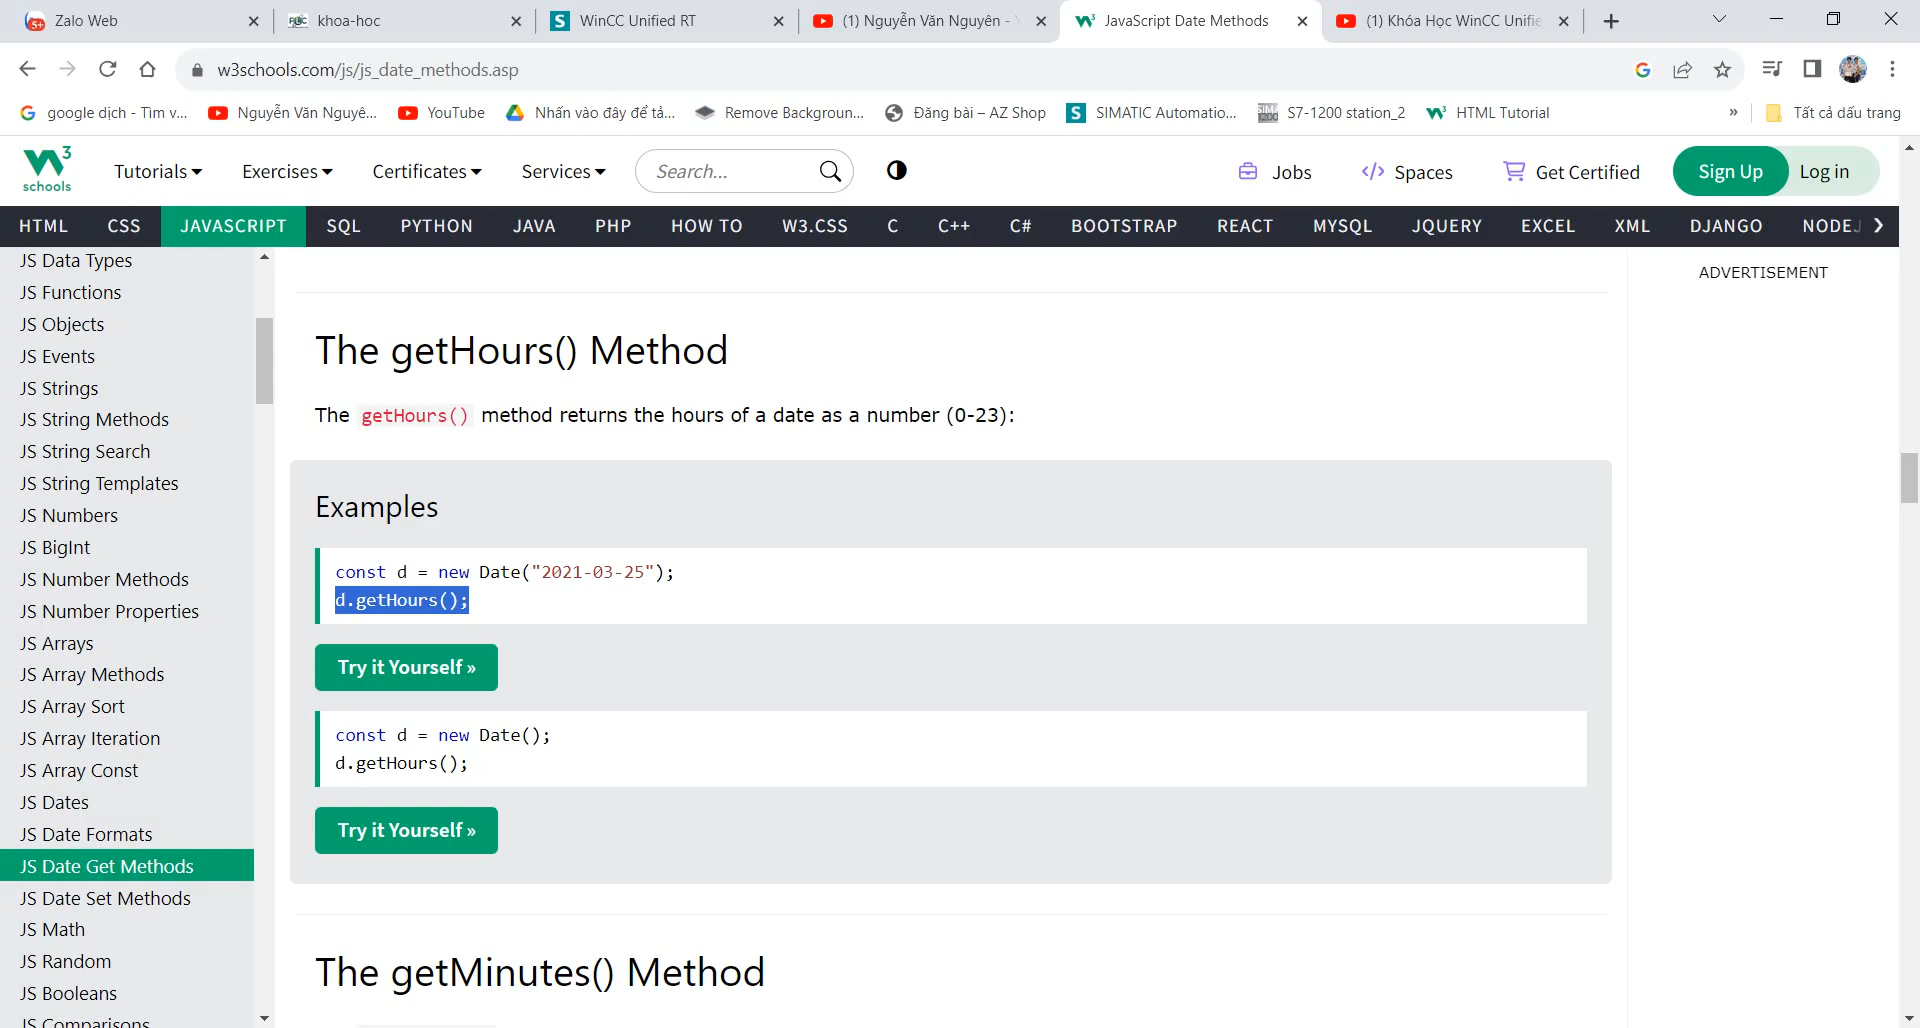 Zalo Web
khoa-hoc
WinCC Unified RT
(1) Nguyễn Văn Nguyên -
JavaScript Date Methods
(1) Khóa Học WinCC Unifie
w3schools.com/js/js_date_methods.asp
google dịch - Tìm v...
Nguyễn Văn Nguyê...
YouTube
Nhấn vào đây để tả...
Remove Backgroun...
Đăng bài – AZ Shop
SIMATIC Automatio...
S7-1200 station_2
HTML Tutorial
»
Tất cả dấu trang
W3
schools
Tutorials
Exercises
Certificates
Services
Search...
Jobs
Spaces
Get Certified
Sign Up
Log in
HTML
CSS
JAVASCRIPT
SQL
PYTHON
JAVA
PHP
HOW TO
W3.CSS
C
C++
C#
BOOTSTRAP
REACT
MYSQL
JQUERY
EXCEL
XML
DJANGO
NODEJ
JS Data Types
JS Functions
JS Objects
JS Events
JS Strings
JS String Methods
JS String Search
JS String Templates
JS Numbers
JS BigInt
JS Number Methods
JS Number Properties
JS Arrays
JS Array Methods
JS Array Sort
JS Array Iteration
JS Array Const
JS Dates
JS Date Formats
JS Date Get Methods
JS Date Set Methods
JS Math
JS Random
JS Booleans
JS Comparisons
The getHours() Method
The getHours() method returns the hours of a date as a number (0-23):
Examples
const d = new Date("2021-03-25");
d.getHours();
Try it Yourself »
const d = new Date();
d.getHours();
Try it Yourself »
The getMinutes() Method
ADVERTISEMENT